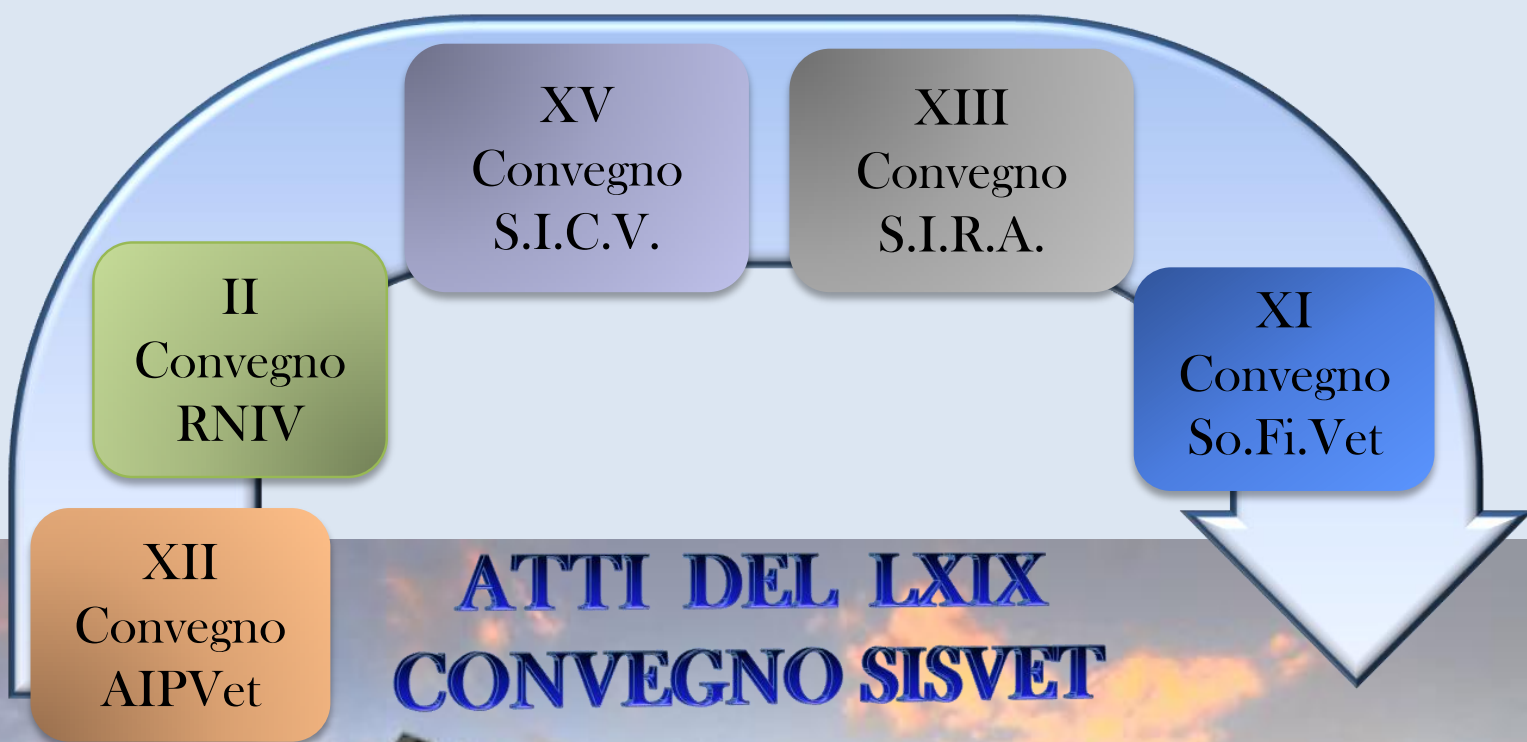 XV
Convegno
S.I.C.V.
XIII
Convegno
S.I.R.A.
II
Convegno
RNIV
XI
Convegno
So.Fi.Vet
XII
Convegno
AIPVet
ATTI DEL LXIX
CONVEGNO SISVET